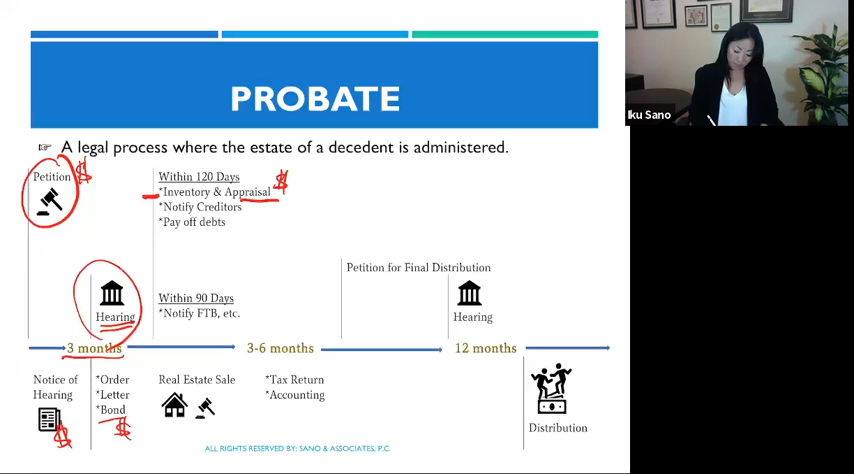 PROBATE
☞ A legal process where the estate of a decedent is administered.
Petition $
Within 120 Days
*Inventory & Appraisal $
*Notify Creditors
*Pay off debts
Petition for Final Distribution
Hearing
Within 90 Days
*Notify FTB, etc.
Hearing
3 months
3-6 months
12 months
Notice of
Hearing
$
*Order
*Letter
*Bond
$
Real Estate Sale
*Tax Return
*Accounting
Distribution
ALL RIGHTS RESERVED BY: SANO & ASSOCIATES, P.C.
Iku Sano